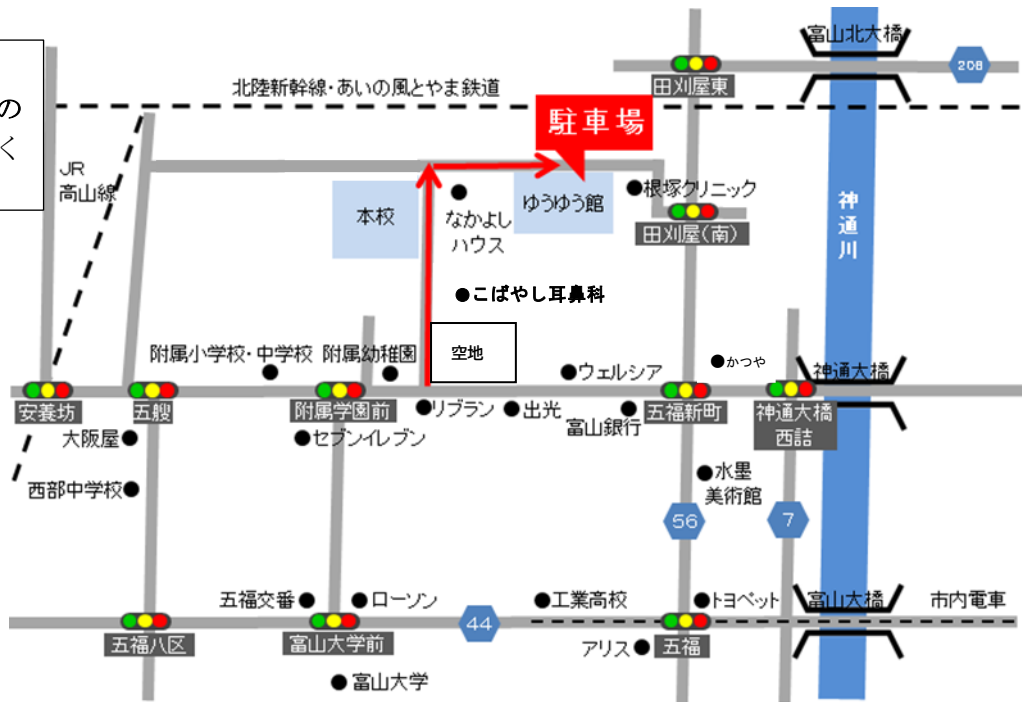 富山北大橋
208
田刈屋東
の
く
北陸新幹線・あいの風とやま鉄道
駐車場
JR
高山線
本校
なかよし
ハウス
ゆうゆう館
根塚クリニック
田刈屋(南)
神通川
●こばやし耳鼻科
空地
附属小学校・中学校
附属幼稚園
●ウェルシア
●かつや
神通大橋
安養坊
五艘
附属学園前
●リブラン
●出光
富山銀行
五福新町
神通大橋
西詰
大阪屋●
●セブンイレブン
西部中学校●
●水墨
美術館
56
7
五福交番●
●ローソン
44
●工業高校
●トヨペット
富山大橋
市内電車
五福八区
富山大学前
アリス●
五福
●富山大学